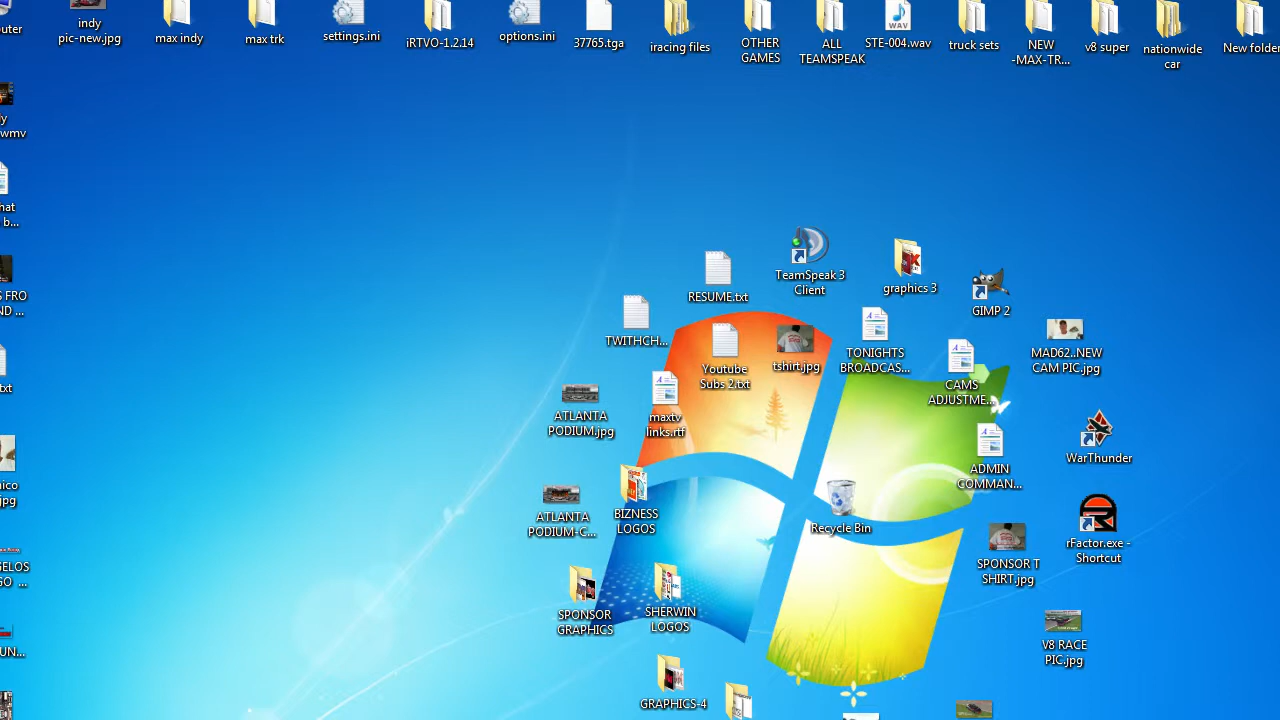 uter
indy
pic-new.jpg
max indy
max trk
settings.ini
iRTVO-1.2.14
options.ini
37765.tga
iracing files
OTHER
GAMES
ALL
TEAMSPEAK
WAV
STE-004.wav
truck sets
NEW
-MAX-TR...
v8 super
nationwide
car
New folder
wmv
hat
b...
S FRO
ND ...
txt
ico
jpg
GELOS
GO ...
UN...
TeamSpeak 3
Client
graphics 3
RESUME.txt
GIMP 2
TWITHCH...
Youtube
Subs 2.txt
tshirt.jpg
TONIGHTS
BROADCAS...
MAD62..NEW
CAM PIC.jpg
CAMS
ADJUSTME...
ATLANTA
PODIUM.jpg
maxtv
links.rtf
WarThunder
ADMIN
COMMAN...
ATLANTA
PODIUM-C...
BIZNESS
LOGOS
Recycle Bin
rFactor.exe -
Shortcut
SPONSOR T
SHIRT.jpg
SPONSOR
GRAPHICS
SHERWIN
LOGOS
V8 RACE
PIC.jpg
GRAPHICS-4